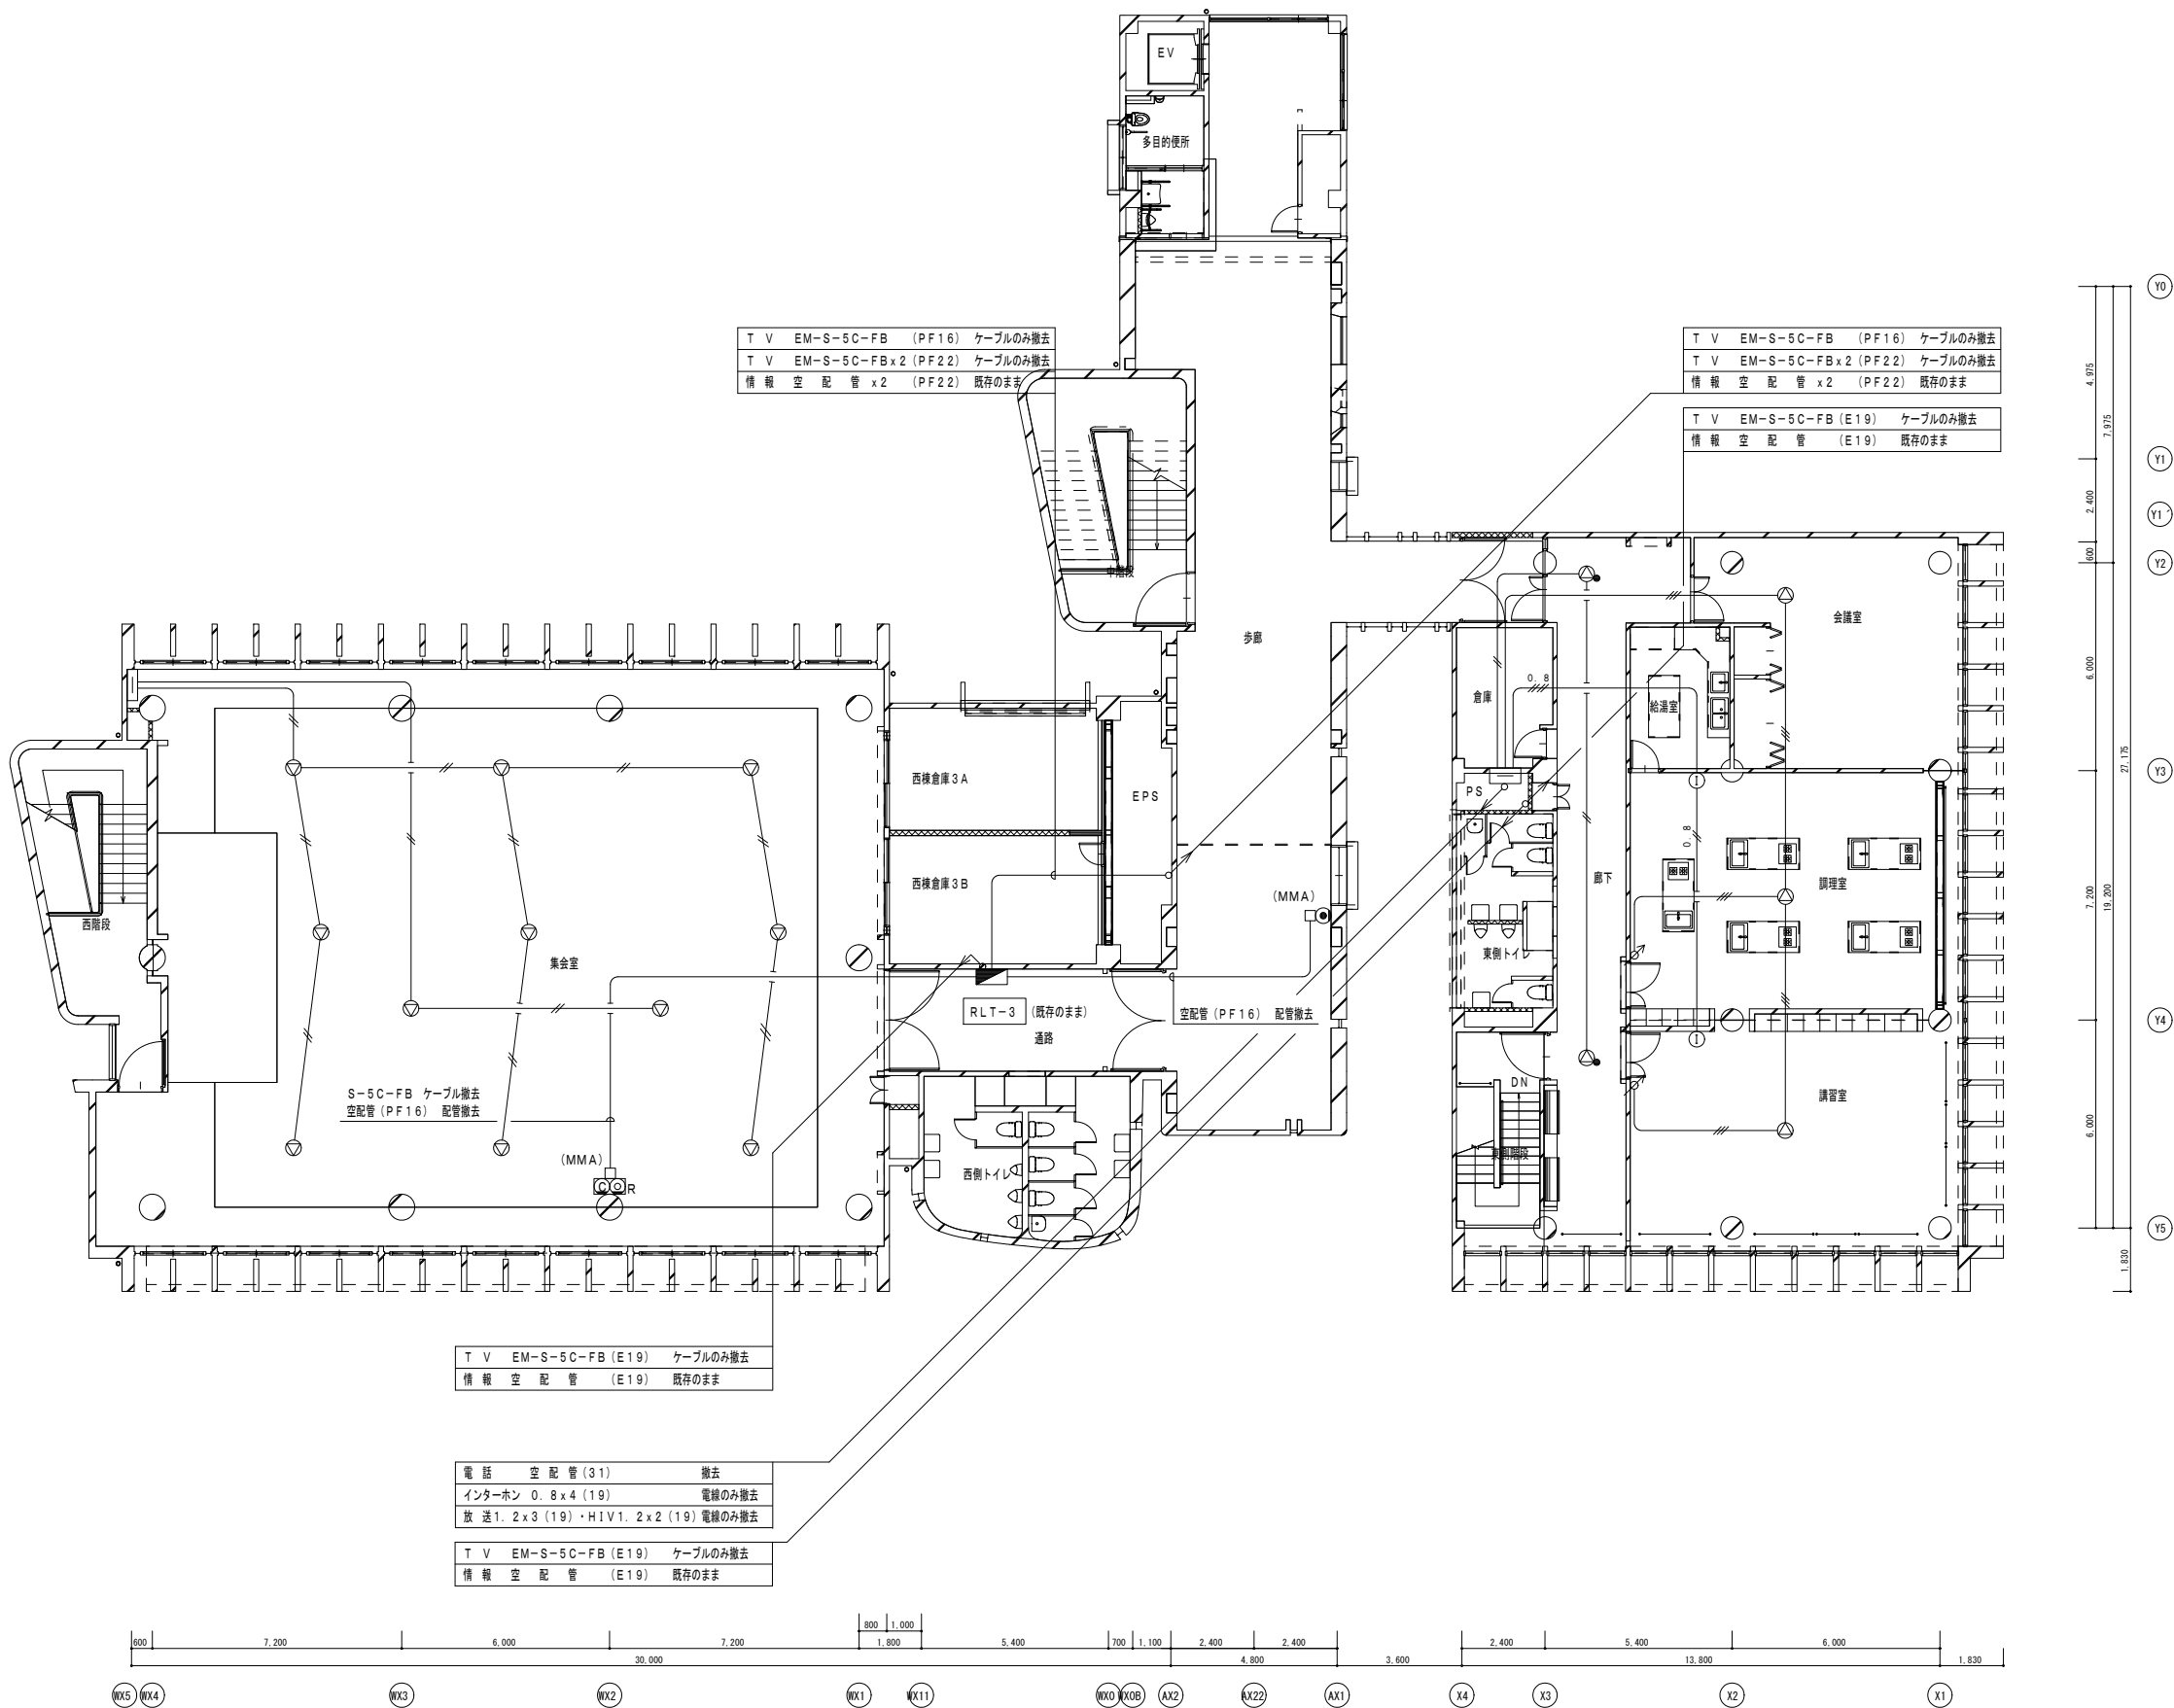 EV
多目的便所
T V EM-S-5C-FB (PF16) ケーブルのみ撤去
T V EM-S-5C-FBx2 (PF22) ケーブルのみ撤去
情 報 空 配 管 x2 (PF22) 既存のまま
T V EM-S-5C-FB (PF16) ケーブルのみ撤去
T V EM-S-5C-FBx2 (PF22) ケーブルのみ撤去
情 報 空 配 管 x2 (PF22) 既存のまま
T V EM-S-5C-FB (E19) ケーブルのみ撤去
情 報 空 配 管 (E19) 既存のまま
Y0
4,975
7,975
Y1
2,400
Y1'
600
Y2
会議室
歩廊
6,000
倉庫
0.8
給湯室
27,175
西棟倉庫3A
EPS
PS
Y3
0.8
西棟倉庫3B
廊下
調理室
(MMA)
7,200
19,200
西階段
集会室
東側トイレ
RLT-3
(既存のまま)
空配管(PF16) 配管撤去
通路
Y4
S-5C-FB ケーブル撤去
空配管(PF16) 配管撤去
DN
講習室
6,000
(MMA)
C
R
西側トイレ
東側階段
Y5
1,830
T V EM-S-5C-FB (E19) ケーブルのみ撤去
情 報 空 配 管 (E19) 既存のまま
電 話 空 配 管 (31) 撤去
インターホン 0.8x4 (19) 電線のみ撤去
放 送1.2x3 (19)・HIV1.2x2 (19) 電線のみ撤去
T V EM-S-5C-FB (E19) ケーブルのみ撤去
情 報 空 配 管 (E19) 既存のまま
800 1,000
600 7,200 6,000 7,200 1,800 5,400 700 1,100 2,400 2,400 2,400 5,400 6,000
30,000 4,800 3,600 13,800 1,830
WX5 WX4 WX3 WX2 WX1 WX11 WX0 WX0B AX2 AX22 AX1 X4 X3 X2 X1